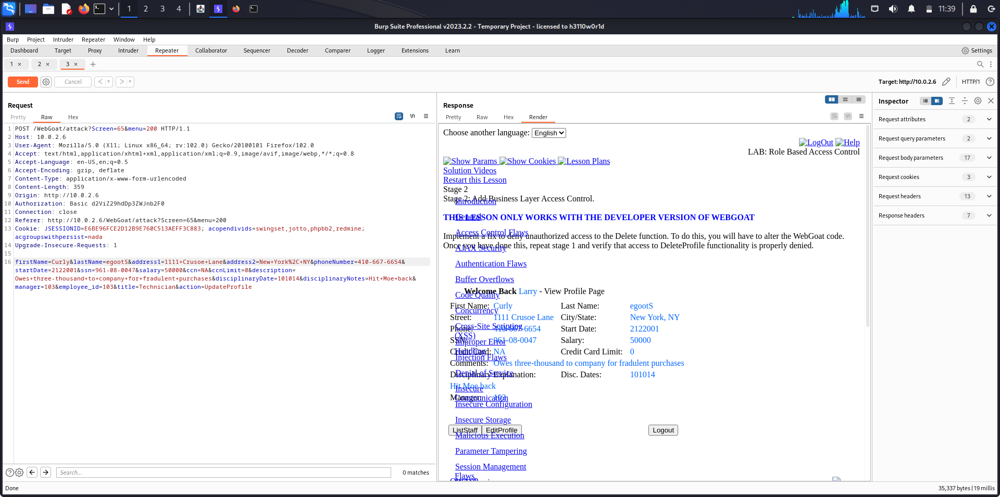 1 2 3 4 11:39
Burp Suite Professional v2023.2.2 - Temporary Project - licensed to h3110w0r1d
Burp Project Intruder Repeater Window Help
Dashboard Target Proxy Intruder Repeater Collaborator Sequencer Decoder Comparer Logger Extensions Learn Settings
1 × 2 × 3 × +
Send Cancel < > Target: http://10.0.2.6 HTTP/1
Request
Pretty Raw Hex \n
1 POST /WebGoat/attack?Screen=65&menu=200 HTTP/1.1
2 Host: 10.0.2.6
3 User-Agent: Mozilla/5.0 (X11; Linux x86_64; rv:102.0) Gecko/20100101 Firefox/102.0
4 Accept: text/html,application/xhtml+xml,application/xml;q=0.9,image/avif,image/webp,*/*;q=0.8
5 Accept-Language: en-US,en;q=0.5
6 Accept-Encoding: gzip, deflate
7 Content-Type: application/x-www-form-urlencoded
8 Content-Length: 359
9 Origin: http://10.0.2.6
10 Authorization: Basic d2ViZ29hdDp3ZWJnb2F0
11 Connection: close
12 Referer: http://10.0.2.6/WebGoat/attack?Screen=65&menu=200
13 Cookie: JSESSIONID=E6BE96FCE2D12B9E760C513AEFF3C883; acopendivids=swingset,jotto,phpbb2,redmine;
acgroupswithpersist=nada
14 Upgrade-Insecure-Requests: 1
15
16 firstName=Curly&lastName=egootS&address1=1111+Crusoe+Lane&address2=New+York%2C+NY&phoneNumber=410-667-6654&
startDate=2122001&ssn=961-08-0047&salary=50000&ccn=NA&ccnLimit=0&description=
Owes+three-thousand+to+company+for+fradulent+purchases&disciplinaryDate=101014&disciplinaryNotes=Hit+Moe+back&
manager=103&employee_id=103&title=Technician&action=UpdateProfile
Search...
0 matches
Response
Pretty Raw Hex Render \n
Choose another language: English
LogOut Help
LAB: Role Based Access Control
Show Params Show Cookies Lesson Plans
Solution Videos
Restart this Lesson
Stage 2
Stage 2: Add Business Layer Access Control.
Introduction
THIS LESSON ONLY WORKS WITH THE DEVELOPER VERSION OF WEBGOAT
General
Access Control Flaws
Implement a fix to deny unauthorized access to the Delete function. To do this, you will have to alter the WebGoat code.
Once you have done this, repeat stage 1 and verify that access to DeleteProfile functionality is properly denied.
AJAX Security
Authentication Flaws
Buffer Overflows
Welcome Back Larry - View Profile Page
Code Quality
First Name: Curly Last Name: egootS
Concurrency
Street: 1111 Crusoe Lane City/State: New York, NY
Cross-Site Scripting
(XSS)
Phone: 410-667-6654 Start Date: 2122001
SSN: 961-08-0047 Salary: 50000
Improper Error
Handling
Credit Card: NA Credit Card Limit: 0
Injection Flaws
Comments: Owes three-thousand to company for fradulent purchases
Denial of Service
Disciplinary Explanation: Disc. Dates: 101014
Hit Moe back
Insecure
Communication
Manager: 103
Insecure Configuration
Insecure Storage
ListStaff EditProfile Logout
Malicious Execution
Parameter Tampering
Session Management
Flaws
Inspector
Request attributes 2
Request query parameters 2
Request body parameters 17
Request cookies 3
Request headers 13
Response headers 7
Done
35,337 bytes | 19 millis